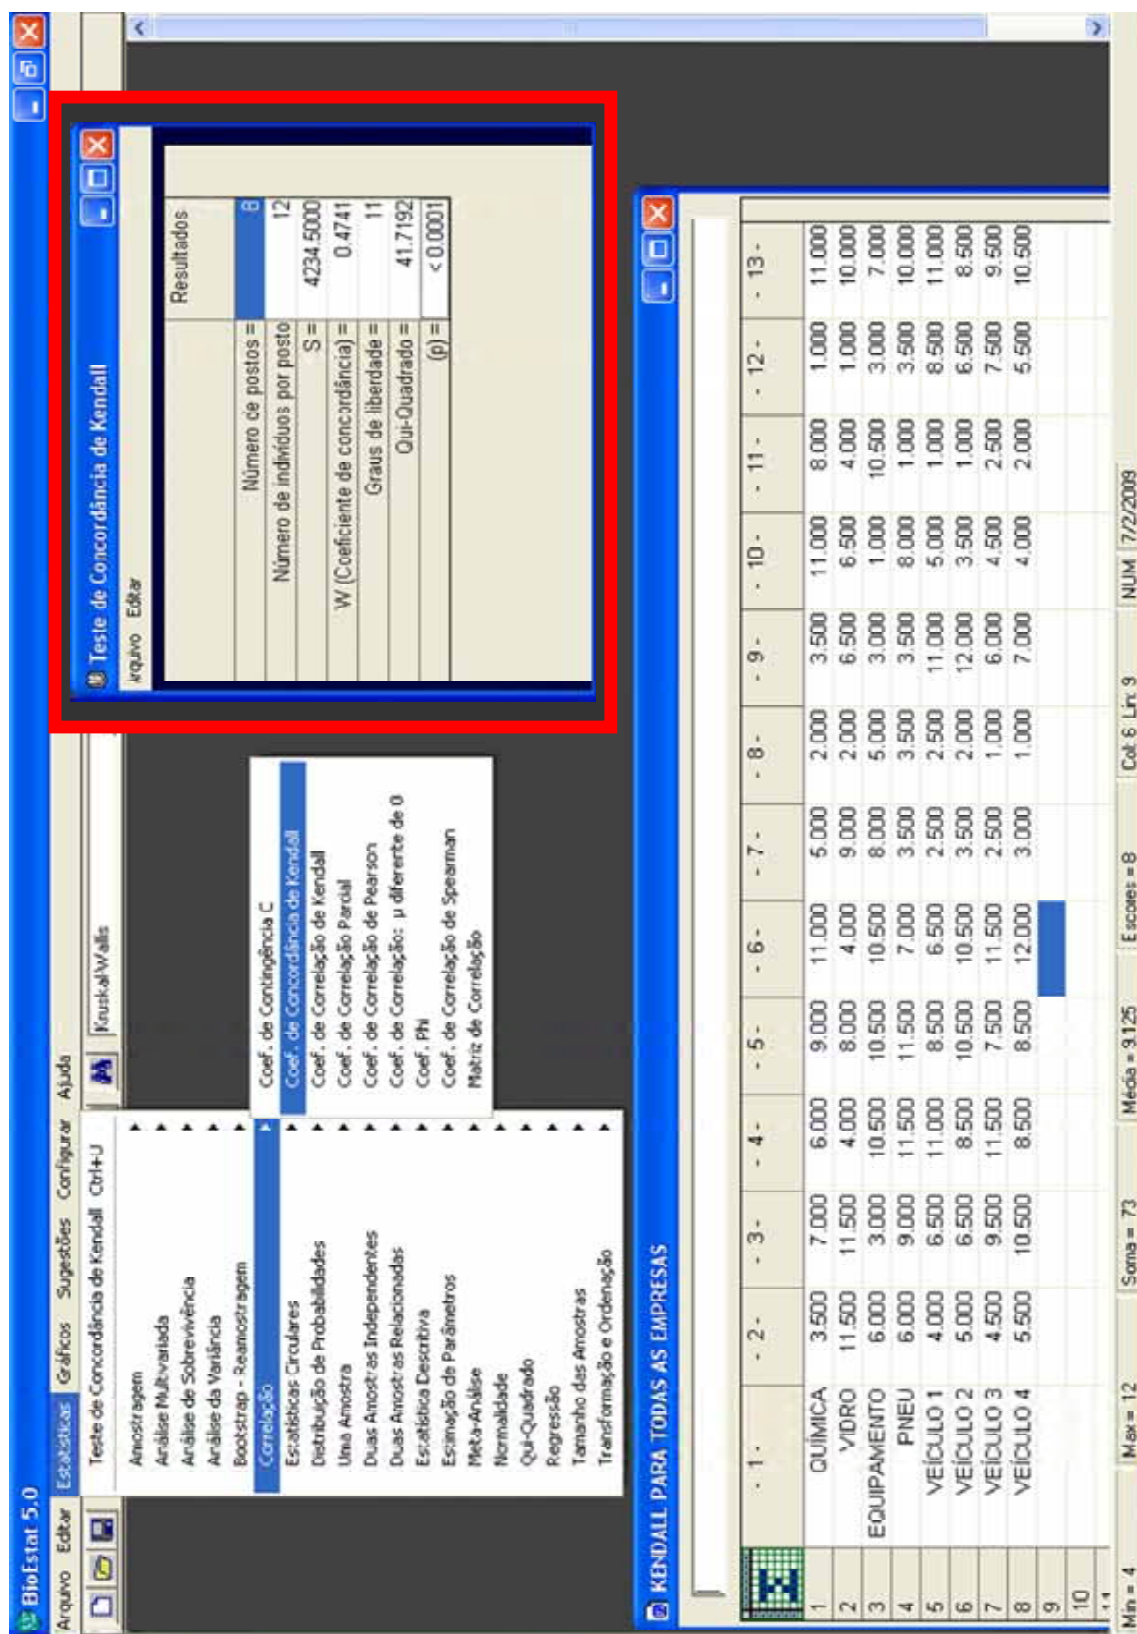 BioEstat 5.0
Arquivo Editar Estatísticas Gráficos Sugestões Configurar Ajuda
Kruskal/Wallis
Teste de Concordância de Kendall Ctrl+U
Amostragem
Análise Multivariada
Análise de Sobrevivência
Análise da Variância
Bootstrap - Reamostragem
Correlação
Estatísticas Circulares
Distribuição de Probabilidades
Uma Amostra
Duas Amostras Independentes
Duas Amostras Relacionadas
Estatística Descritiva
Estimação de Parâmetros
Meta-Análise
Normalidade
Qui-Quadrado
Regressão
Tamanho das Amostras
Transformação e Ordenação
Coef. de Contingência C
Coef. de Concordância de Kendall
Coef. de Correlação de Kendall
Coef. de Correlação Parcial
Coef. de Correlação de Pearson
Coef. de Correlação: µ diferente de 0
Coef. Phi
Coef. de Correlação de Spearman
Matriz de Correlação
Teste de Concordância de Kendall
Arquivo Editar
Resultados
Número de postos = 8
Número de indivíduos por posto 12
S = 4234.5000
W (Coeficiente de concordância) = 0.4741
Graus de liberdade = 11
Qui-Quadrado = 41.7192
(p) = < 0.0001
KENDALL PARA TODAS AS EMPRESAS
- 1 - - 2 - - 3 - - 4 - - 5 - - 6 - - 7 - - 8 - - 9 - - 10 - - 11 - - 12 - - 13 -
1 QUÍMICA 3.500 7.000 6.000 9.000 11.000 5.000 2.000 3.500 11.000 8.000 1.000 11.000
2 VIDRO 11.500 11.500 4.000 8.000 4.000 9.000 2.000 6.500 6.500 4.000 1.000 10.000
3 EQUIPAMENTO 6.000 3.000 10.500 10.500 10.500 8.000 5.000 3.000 1.000 10.500 3.000 7.000
4 PNEU 6.000 9.000 11.500 11.500 7.000 3.500 3.500 3.500 8.000 1.000 3.500 10.000
5 VEÍCULO 1 4.000 6.500 11.000 8.500 6.500 2.500 2.500 11.000 5.000 1.000 8.500 11.000
6 VEÍCULO 2 5.000 6.500 8.500 10.500 10.500 3.500 2.000 12.000 3.500 1.000 6.500 8.500
7 VEÍCULO 3 4.500 9.500 11.500 7.500 11.500 2.500 1.000 6.000 4.500 2.500 7.500 9.500
8 VEÍCULO 4 5.500 10.500 8.500 8.500 12.000 3.000 1.000 7.000 4.000 2.000 5.500 10.500
9
10
11
Min = 4 Max = 12 Soma = 73 Média = 9.125 Escores = 8 Col: 6 Lin: 9 NUM 7/2/2009